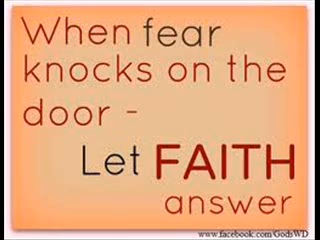 When fear
knocks on the
door -
Let FAITH
answer
www.facebook.com/GodsWD